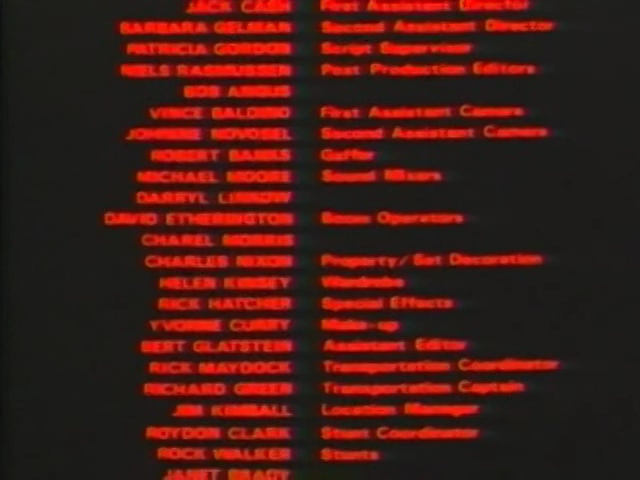 JACK CASH First Assistant Director
BARBARA GELMAN Second Assistant Director
PATRICIA GORDON Script Supervisor
NIELS RASMUSSEN Post Production Editors
BOB ANGUS
VINCE BALDINO First Assistant Camera
JOHNNIE NOVOSEL Second Assistant Camera
ROBERT BANKS Gaffer
MICHAEL MOORE Sound Mixers
DARRYL
DAVID ETHERINGTON Boom Operators
CHAREL MORRIS
CHARLES NIXON Property/Set Decoration
HELEN Wardrobe
RICK HATCHER Special Effects
YVONNE CURRY Make-up
BERT GLATSTEIN Assistant Editor
RICK MAYDOCK Transportation Coordinator
RICHARD GREEN Transportation Captain
JIM KIMBALL Location Manager
ROYDON CLARK Stunt Coordinator
ROCK WALKER Stunts
JANET BRADY